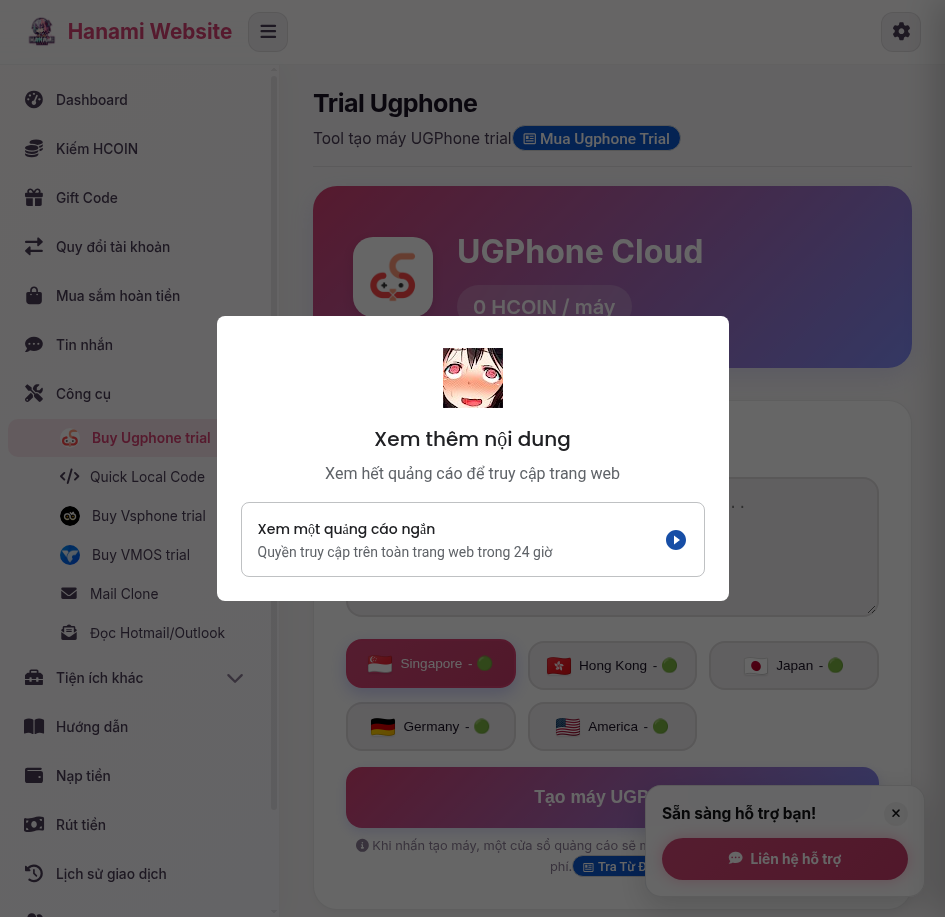 Hanami Website
Dashboard
Kiếm HCOIN
Gift Code
Quy đổi tài khoản
Mua sắm hoàn tiền
Tin nhắn
Công cụ
Buy Ugphone trial
Quick Local Code
Buy Vsphone trial
Buy VMOS trial
Mail Clone
Đọc Hotmail/Outlook
Tiện ích khác
Hướng dẫn
Nạp tiền
Rút tiền
Lịch sử giao dịch
Trial Ugphone
Tool tạo máy UGPhone trial Mua Ugphone Trial
UGPhone Cloud
0 HCOIN / máy
Xem thêm nội dung
Xem hết quảng cáo để truy cập trang web
Xem một quảng cáo ngắn
Quyền truy cập trên toàn trang web trong 24 giờ
Singapore -
Hong Kong -
Japan -
Germany -
America -
Tạo máy UGP
Khi nhấn tạo máy, một cửa sổ quảng cáo sẽ
phí. Tra Từ
Sẵn sàng hỗ trợ bạn!
Liên hệ hỗ trợ